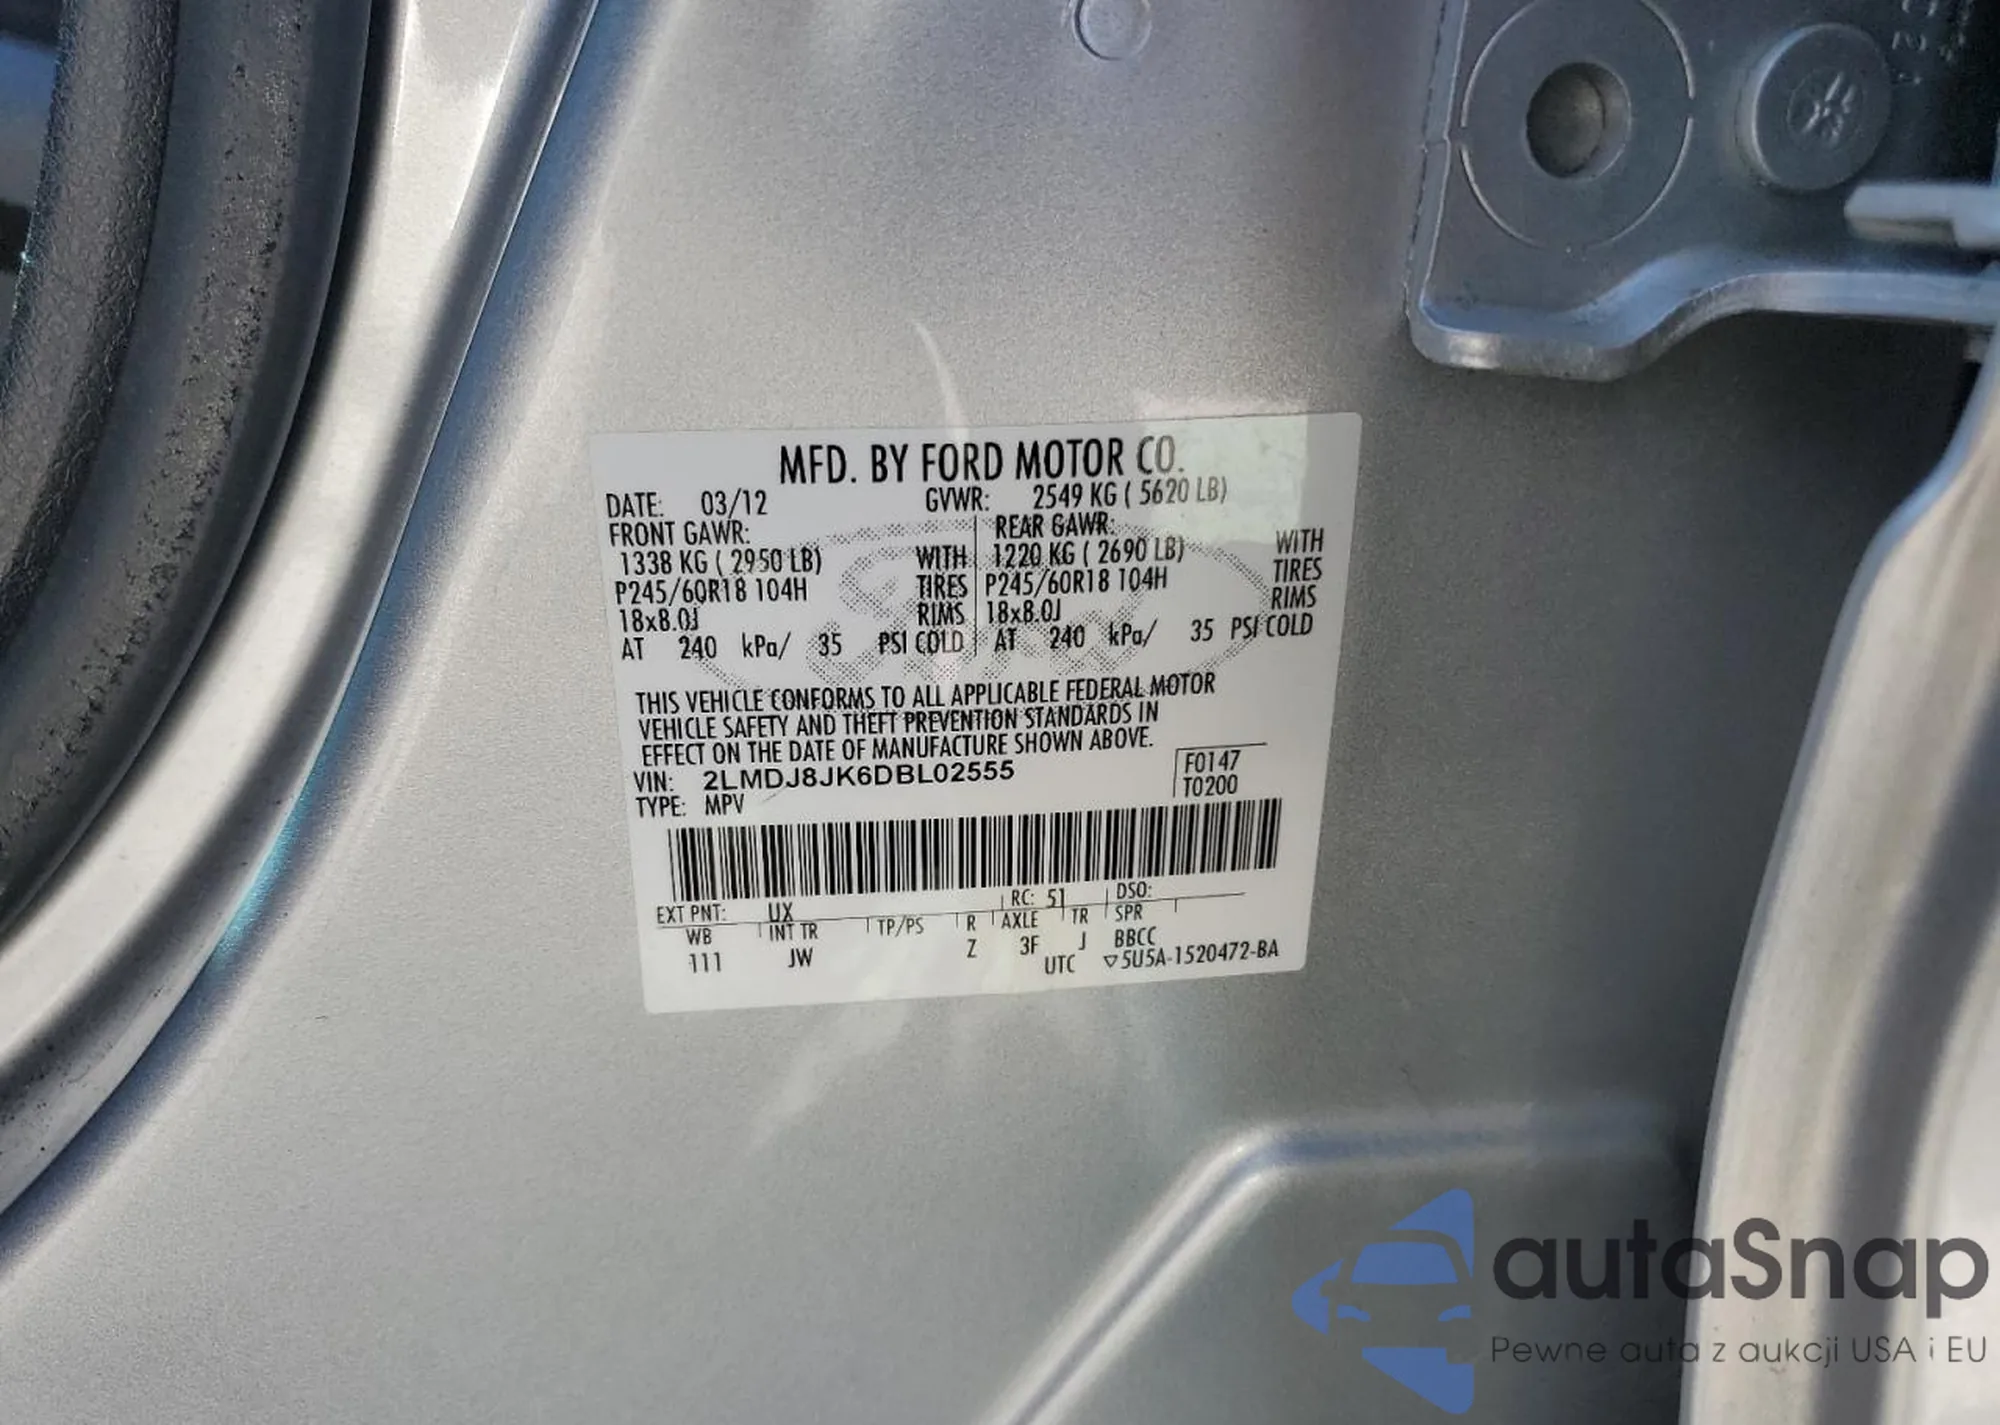 MFD. BY FORD MOTOR CO.
DATE: 03/12 GVWR: 2549 KG ( 5620 LB)
FRONT GAWR: REAR GAWR:
1338 KG ( 2950 LB) WITH 1220 KG ( 2690 LB) WITH
P245/60R18 104H TIRES P245/60R18 104H TIRES
18x8.0J RIMS 18x8.0J RIMS
AT 240 kPa/ 35 PSI COLD AT 240 kPa/ 35 PSI COLD
THIS VEHICLE CONFORMS TO ALL APPLICABLE FEDERAL MOTOR
VEHICLE SAFETY AND THEFT PREVENTION STANDARDS IN
EFFECT ON THE DATE OF MANUFACTURE SHOWN ABOVE.
VIN: 2LMDJ8JK6DBL02555 F0147
TYPE: MPV T0200
EXT PNT: UX RC: 51 DSO:
WB INT TR TP/PS R AXLE TR SPR
111 JW Z 3F J BBCC
UTC ▽5U5A-1520472-BA
autaSnap
Pewne auta z aukcji USA i EU